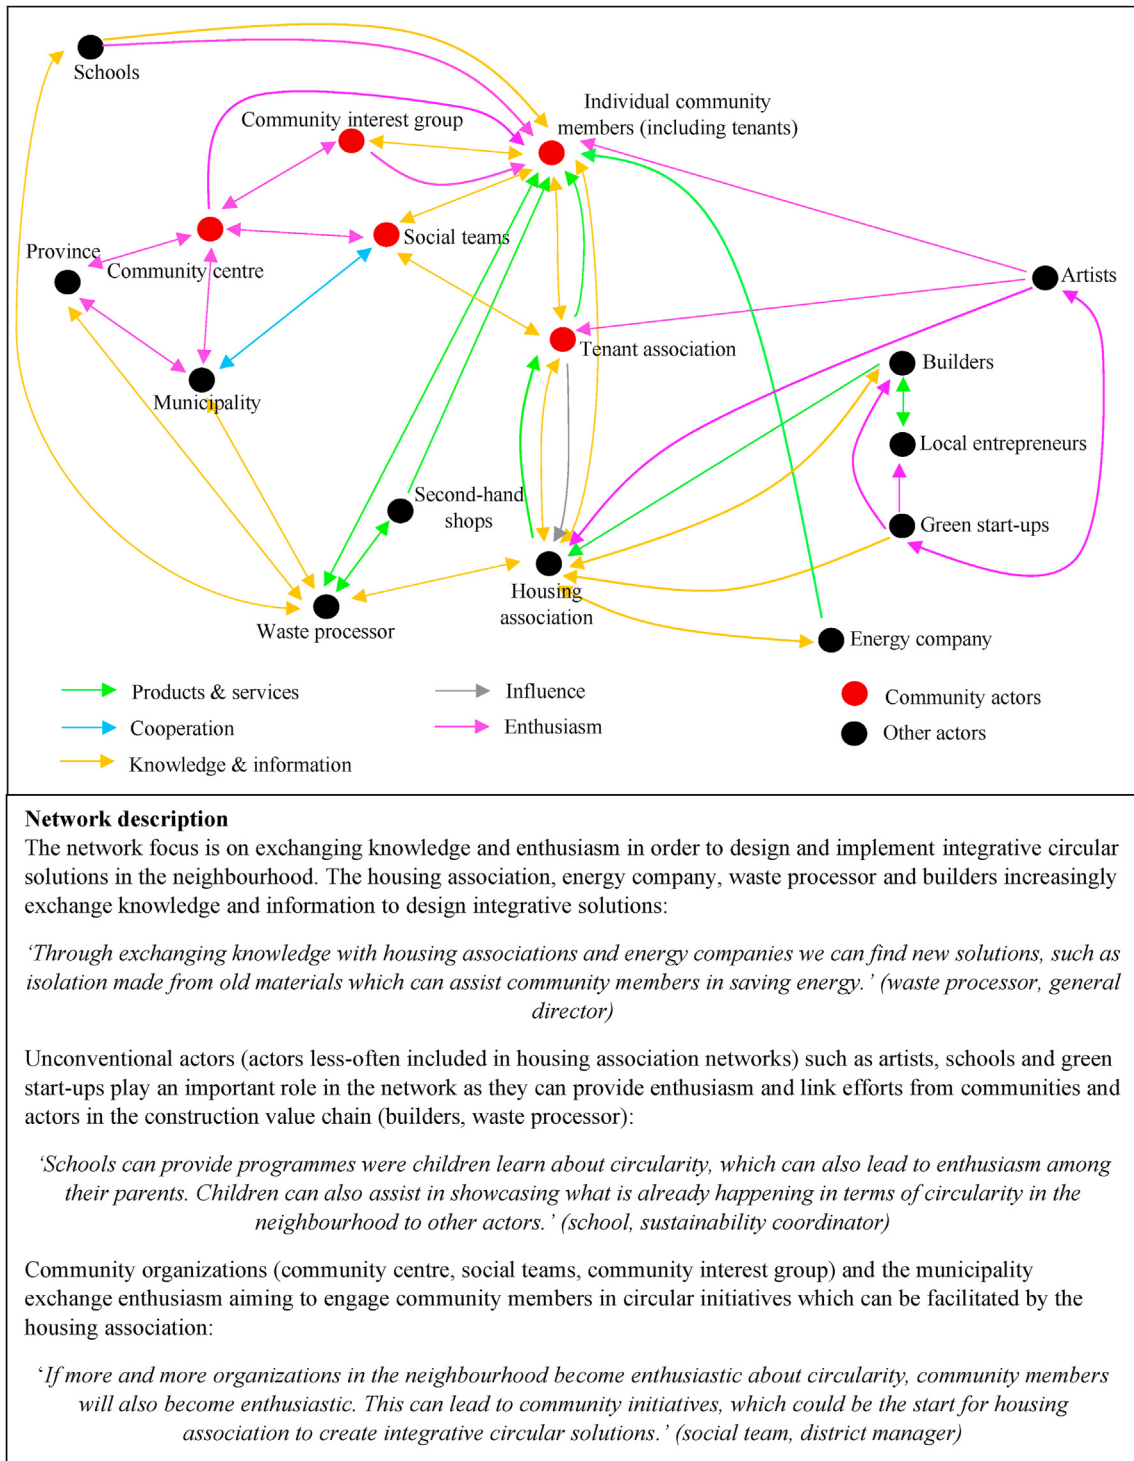 Schools
Individual community
members (including tenants)
Community interest group
Social teams
Province
Community centre
Artists
Tenant association
Builders
Municipality
Local entrepreneurs
Second-hand
shops
Green start-ups
Housing
association
Waste processor
Energy company
Products & services
Influence
Community actors
Cooperation
Enthusiasm
Other actors
Knowledge & information
Network description
The network focus is on exchanging knowledge and enthusiasm in order to design and implement integrative circular
solutions in the neighbourhood. The housing association, energy company, waste processor and builders increasingly
exchange knowledge and information to design integrative solutions:
‘Through exchanging knowledge with housing associations and energy companies we can find new solutions, such as
isolation made from old materials which can assist community members in saving energy.’ (waste processor, general
director)
Unconventional actors (actors less-often included in housing association networks) such as artists, schools and green
start-ups play an important role in the network as they can provide enthusiasm and link efforts from communities and
actors in the construction value chain (builders, waste processor):
‘Schools can provide programmes were children learn about circularity, which can also lead to enthusiasm among
their parents. Children can also assist in showcasing what is already happening in terms of circularity in the
neighbourhood to other actors.’ (school, sustainability coordinator)
Community organizations (community centre, social teams, community interest group) and the municipality
exchange enthusiasm aiming to engage community members in circular initiatives which can be facilitated by the
housing association:
‘If more and more organizations in the neighbourhood become enthusiastic about circularity, community members
will also become enthusiastic. This can lead to community initiatives, which could be the start for housing
association to create integrative circular solutions.’ (social team, district manager)